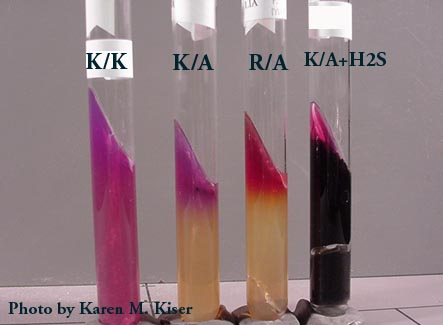 K/K
K/A
R/A
K/A+H2S
Photo by Karen M. Kiser